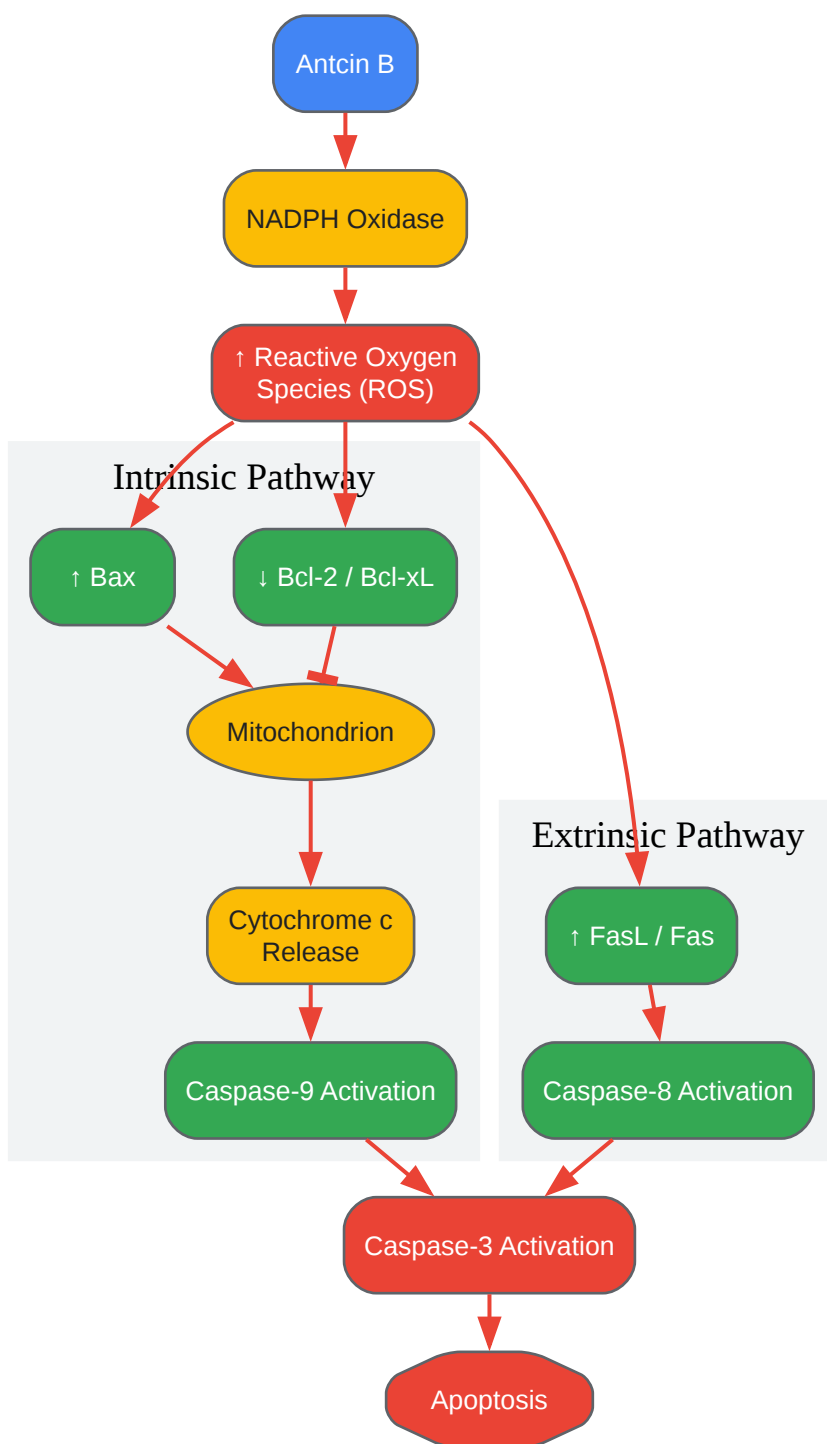 Antcin B
NADPH Oxidase
↑ Reactive Oxygen
Species (ROS)
Intrinsic Pathway
↑ Bax
↓ Bcl-2 / Bcl-xL
Mitochondrion
Extrinsic Pathway
Cytochrome c
Release
↑ FasL / Fas
Caspase-9 Activation
Caspase-8 Activation
Caspase-3 Activation
Apoptosis